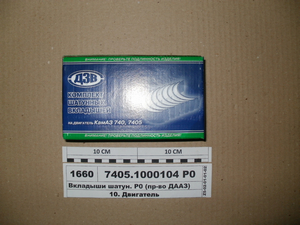 ДЗВ
КОМПЛЕКТ
ШАТУННЫХ
ВКЛАДЫШЕЙ
на двигатель КамАЗ 740, 7405
10 СМ 10 СМ
1660 7405.1000104 Р0
Вкладыши шатун. Р0 (пр-во ДААЗ)
10. Двигатель